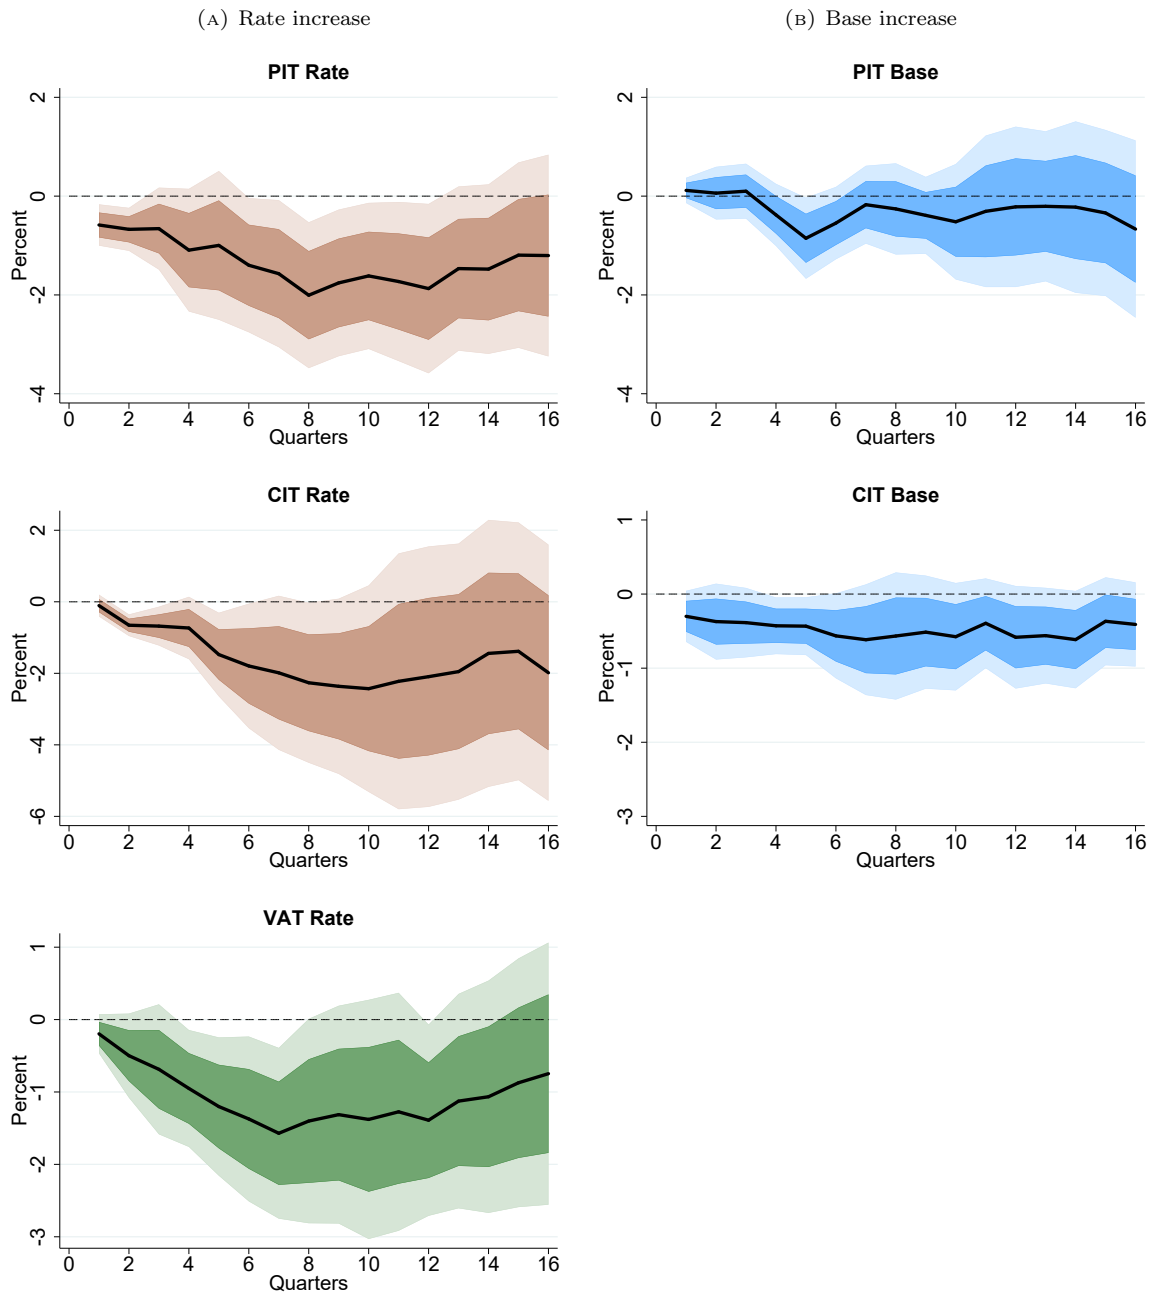 (A) Rate increase
(B) Base increase
PIT Rate
Percent
2
0
-2
-4
0 2 4 6 8 10 12 14 16
Quarters
PIT Base
Percent
2
0
-2
-4
0 2 4 6 8 10 12 14 16
Quarters
CIT Rate
Percent
2
0
-2
-4
-6
0 2 4 6 8 10 12 14 16
Quarters
CIT Base
Percent
1
0
-1
-2
-3
0 2 4 6 8 10 12 14 16
Quarters
VAT Rate
Percent
1
0
-1
-2
-3
0 2 4 6 8 10 12 14 16
Quarters